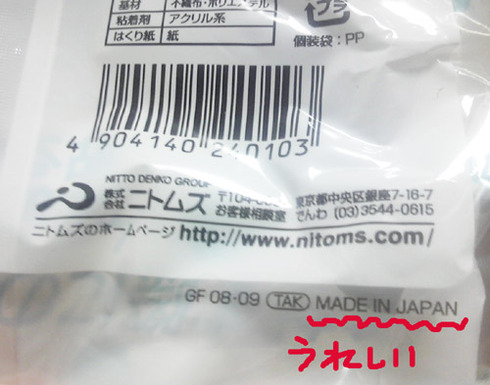 基材 不織布・ポリエステル
粘着剤 アクリル系
はくり紙 紙
プラ
個装袋:PP
4 904140 240103
NITTO DENKO GROUP
株式会社 ニトムズ
〒104-
東京都中央区銀座7-16-7
お客様相談室 でんわ (03)3544-0615
ニトムズのホームページ http://www.nitoms.com/
GF 08-09 TAK MADE IN JAPAN
うれしい